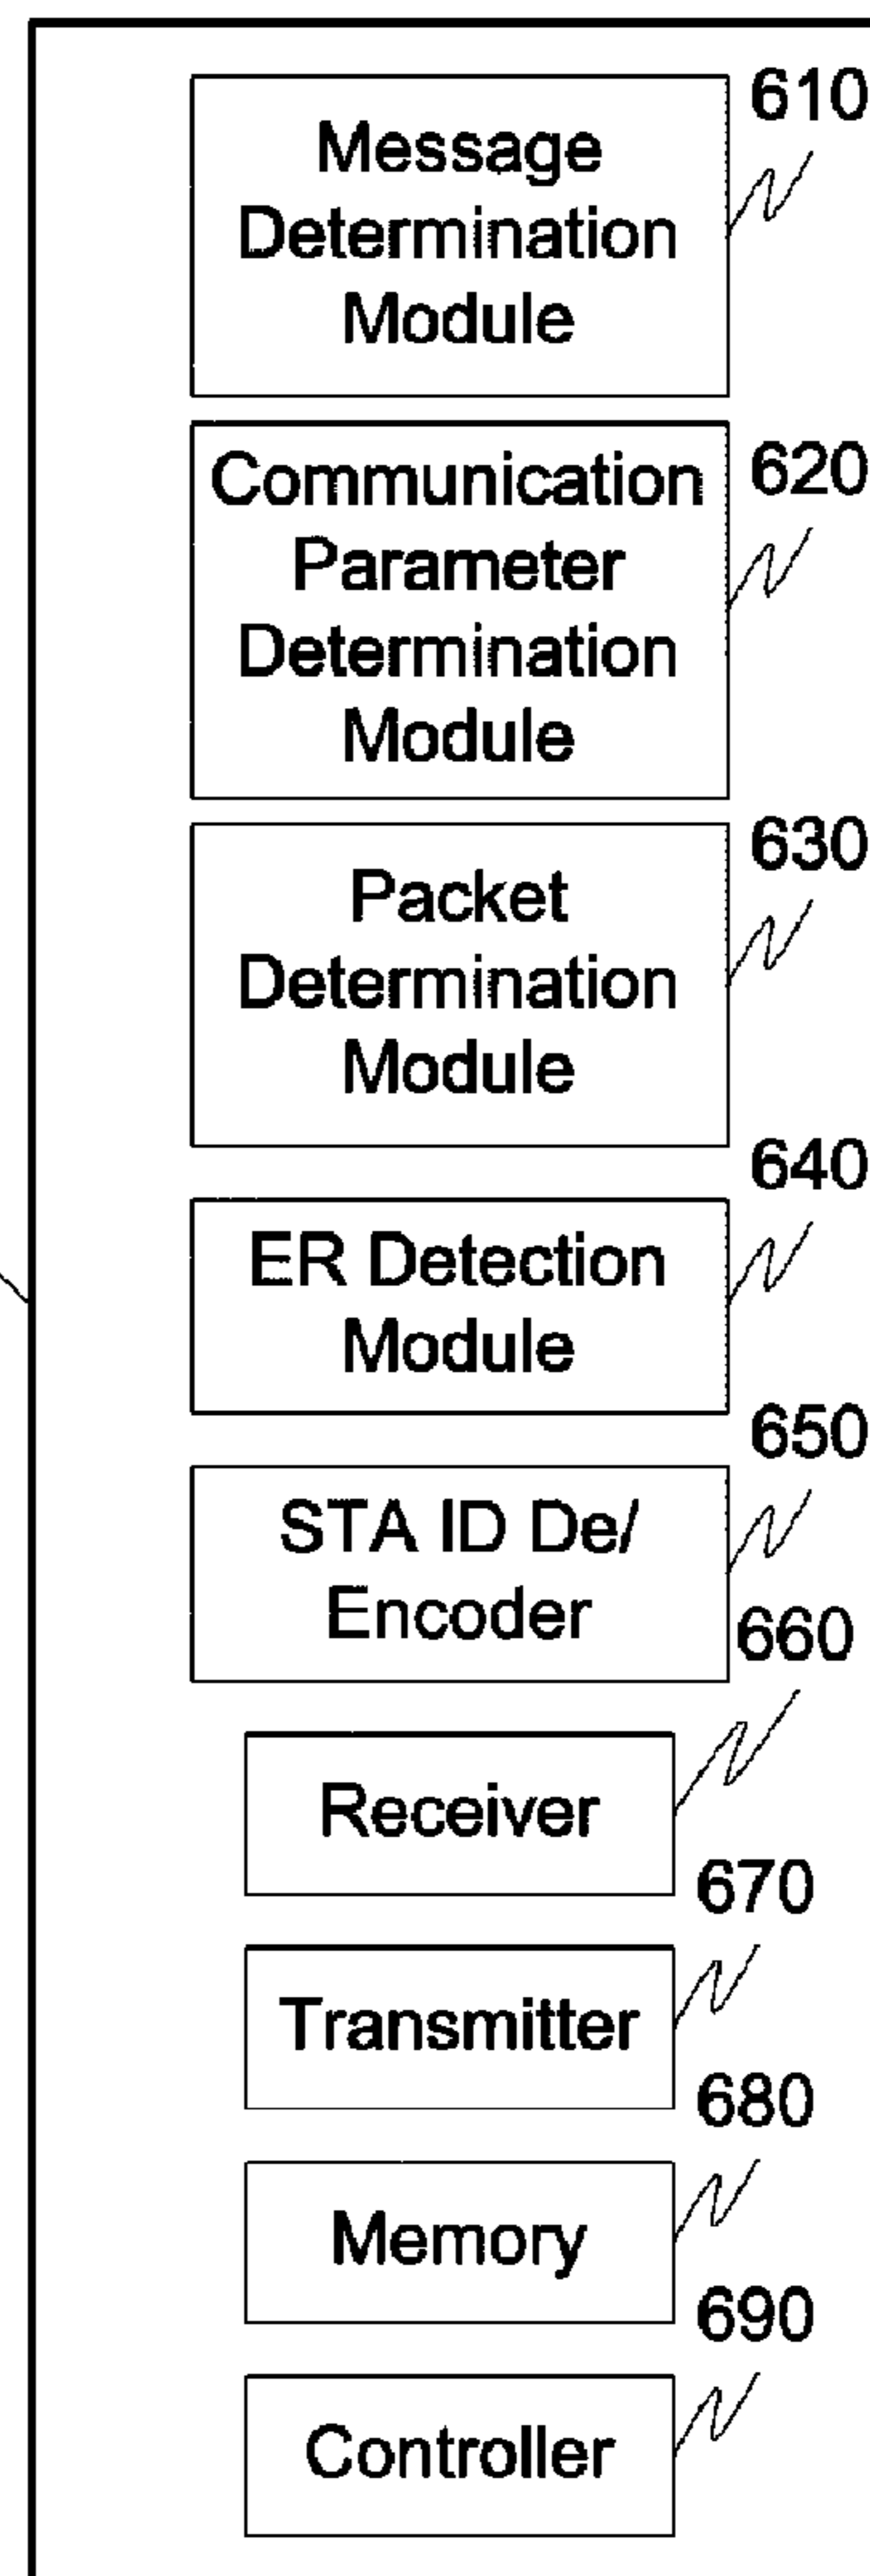 610
Message
Determination
Module
620
Communication
Parameter
Determination
Module
630
Packet
Determination
Module
640
ER Detection
Module
650
STA ID De/
Encoder
660
Receiver
670
Transmitter
680
Memory
690
Controller